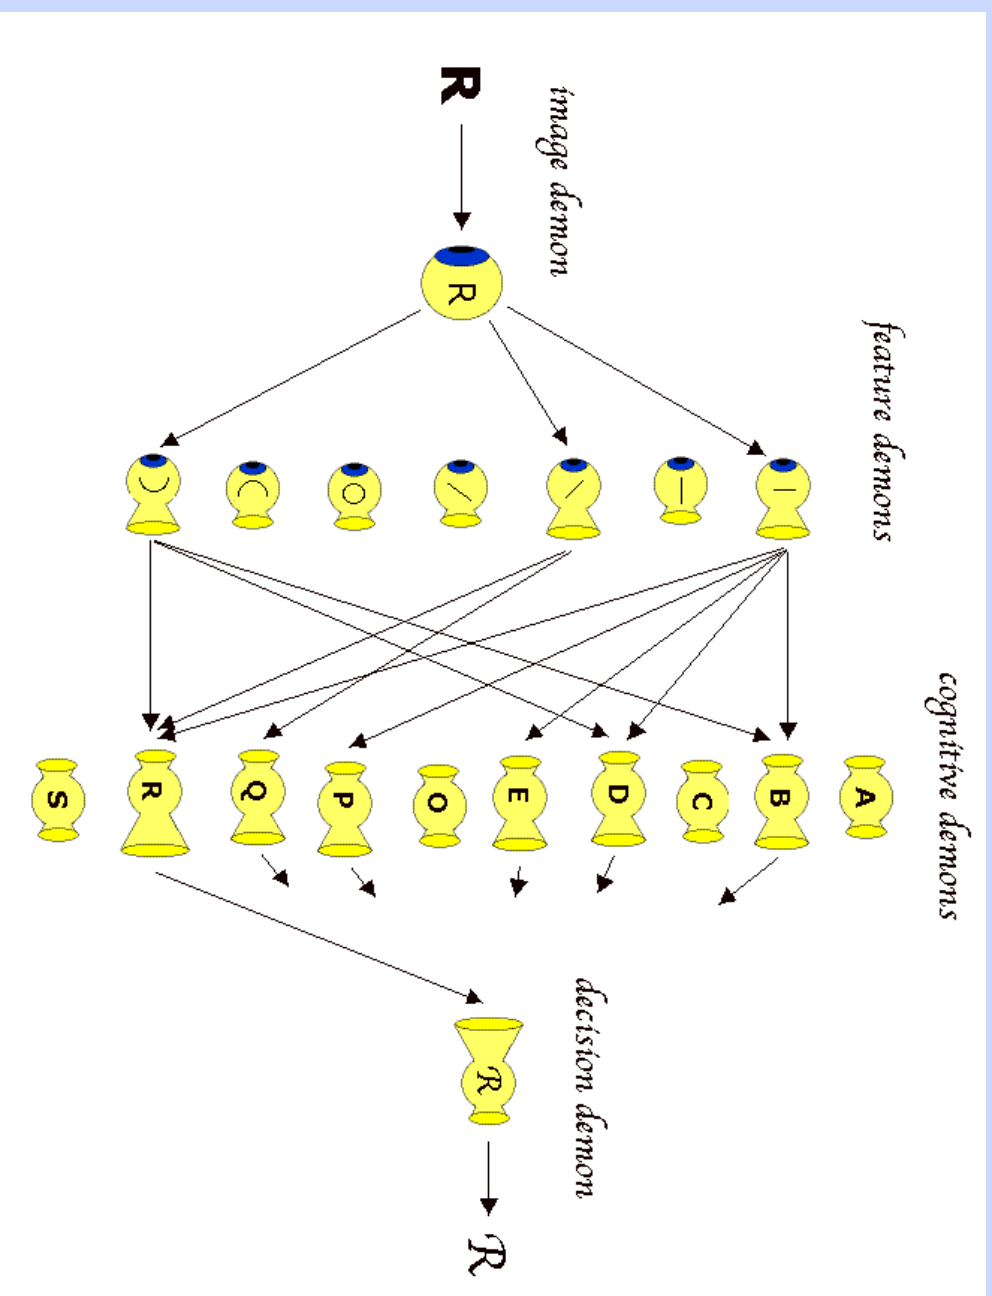 image demon
R
R
feature demons
cognitive demons
A
B
C
D
E
O
P
Q
R
S
decision demon
R
R